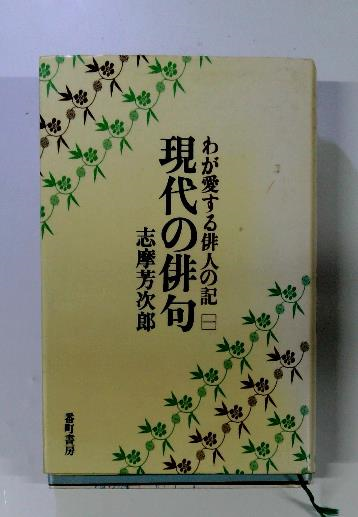 わが愛する俳人の記 一
現代の俳句
志摩芳次郎
番町書房